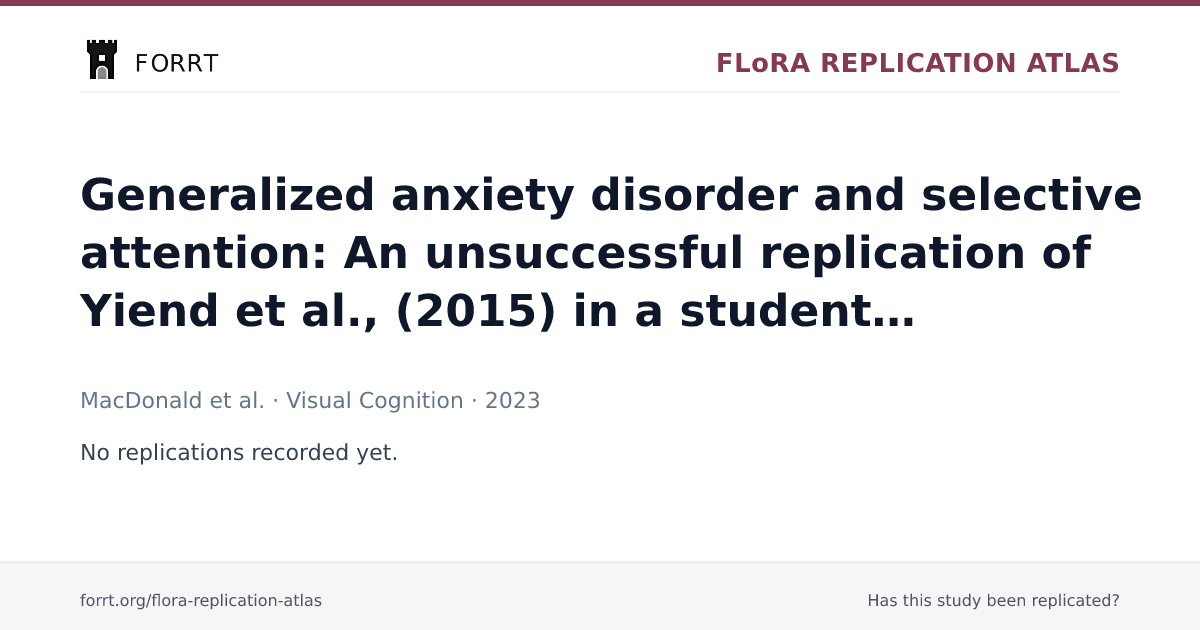 FORRT
FLoRA REPLICATION ATLAS
Generalized anxiety disorder and selective
attention: An unsuccessful replication of
Yiend et al., (2015) in a student…
MacDonald et al. · Visual Cognition · 2023
No replications recorded yet.
forrt.org/flora-replication-atlas
Has this study been replicated?